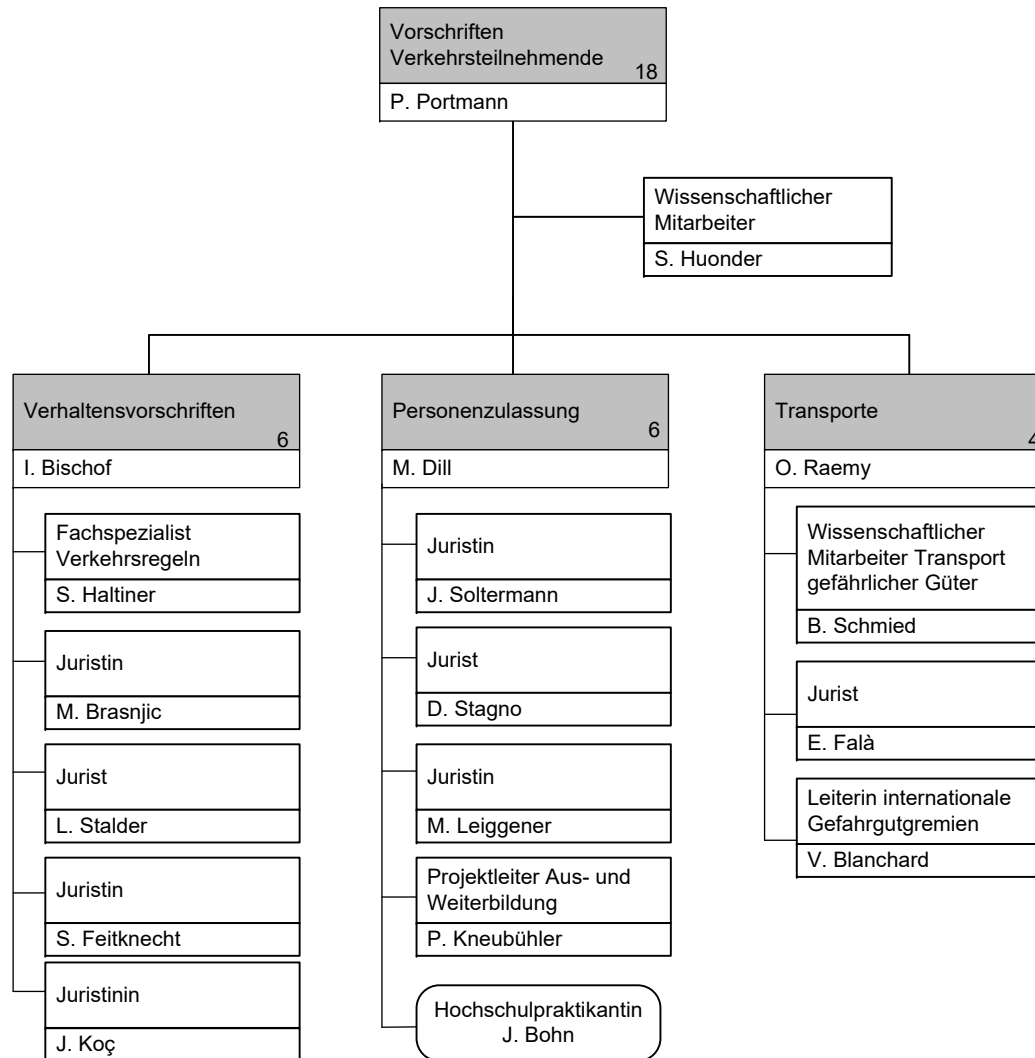 Vorschriften
Verkehrsteilnehmende
18
P. Portmann
Wissenschaftlicher
Mitarbeiter
S. Huonder
Verhaltensvorschriften
6
I. Bischof
Fachspezialist
Verkehrsregeln
S. Haltiner
Juristin
M. Brasnjic
Jurist
L. Stalder
Juristin
S. Feitknecht
Juristinin
J. Koç
Personenzulassung
6
M. Dill
Juristin
J. Soltermann
Jurist
D. Stagno
Juristin
M. Leiggener
Projektleiter Aus- und
Weiterbildung
P. Kneubühler
Hochschulpraktikantin
J. Bohn
Transporte
4
O. Raemy
Wissenschaftlicher
Mitarbeiter Transport
gefährlicher Güter
B. Schmied
Jurist
E. Falà
Leiterin internationale
Gefahrgutgremien
V. Blanchard